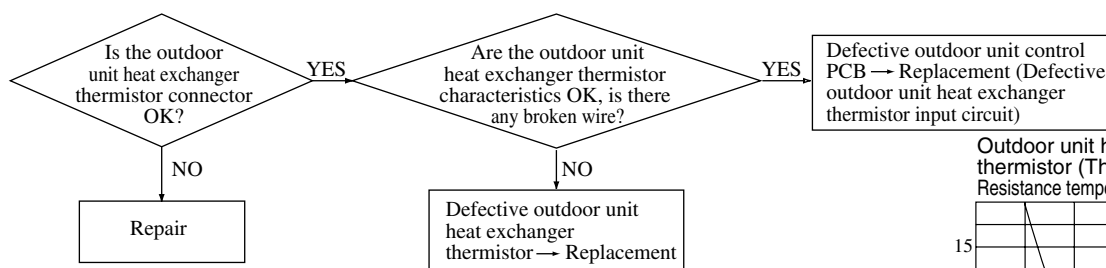 Is the outdoor
unit heat exchanger
thermistor connector
OK?
YES
NO
Repair
Are the outdoor unit
heat exchanger thermistor
characteristics OK, is there
any broken wire?
YES
NO
Defective outdoor unit
heat exchanger
thermistor → Replacement
Defective outdoor unit control
PCB → Replacement (Defective
outdoor unit heat exchanger
thermistor input circuit)
Outdoor unit h
thermistor (Th
Resistance tempe
15